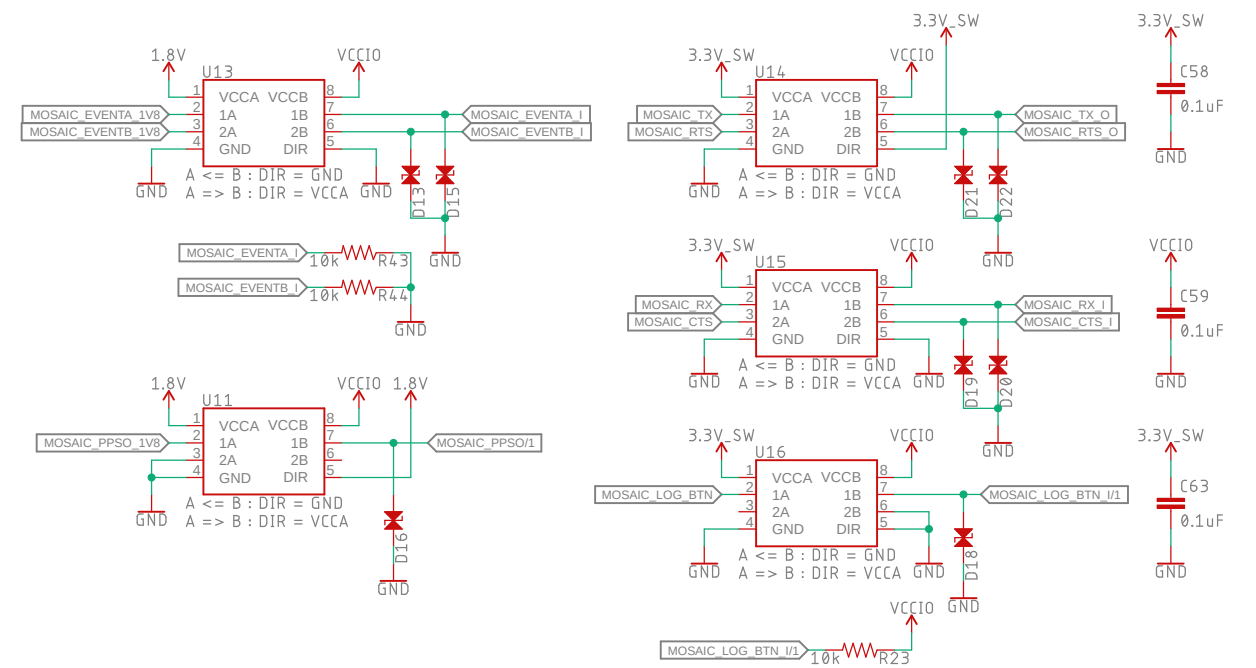 1.8V
VCCIO
U13
1 VCCA VCCB 8
MOSAIC_EVENTA_1V8 2 1A 1B 7 MOSAIC_EVENTA_I
MOSAIC_EVENTB_1V8 3 2A 2B 6 MOSAIC_EVENTB_I
4 GND DIR 5
A <= B : DIR = GND
A => B : DIR = VCCA
GND
GND
D13
D15
GND
MOSAIC_EVENTA_I 10k R43
MOSAIC_EVENTB_I 10k R44
GND
1.8V
VCCIO
1.8V
U11
1 VCCA VCCB 8
MOSAIC_PPSO_1V8 2 1A 1B 7 MOSAIC_PPSO/1
3 2A 2B 6
4 GND DIR 5
A <= B : DIR = GND
A => B : DIR = VCCA
GND
D16
GND
3.3V_SW
3.3V_SW
VCCIO
U14
1 VCCA VCCB 8
MOSAIC_TX 2 1A 1B 7 MOSAIC_TX_O
MOSAIC_RTS 3 2A 2B 6 MOSAIC_RTS_O
4 GND DIR 5
A <= B : DIR = GND
A => B : DIR = VCCA
GND
D21
D22
GND
3.3V_SW
VCCIO
U15
1 VCCA VCCB 8
MOSAIC_RX 2 1A 1B 7 MOSAIC_RX_I
MOSAIC_CTS 3 2A 2B 6 MOSAIC_CTS_I
4 GND DIR 5
A <= B : DIR = GND
A => B : DIR = VCCA
GND
GND
D19
D20
GND
3.3V_SW
VCCIO
U16
1 VCCA VCCB 8
MOSAIC_LOG_BTN 2 1A 1B 7 MOSAIC_LOG_BTN_I/1
3 2A 2B 6
4 GND DIR 5
A <= B : DIR = GND
A => B : DIR = VCCA
GND
GND
D18
GND
VCCIO
MOSAIC_LOG_BTN_I/1 10k R23
3.3V_SW
C58
0.1uF
GND
VCCIO
C59
0.1uF
GND
3.3V_SW
C63
0.1uF
GND